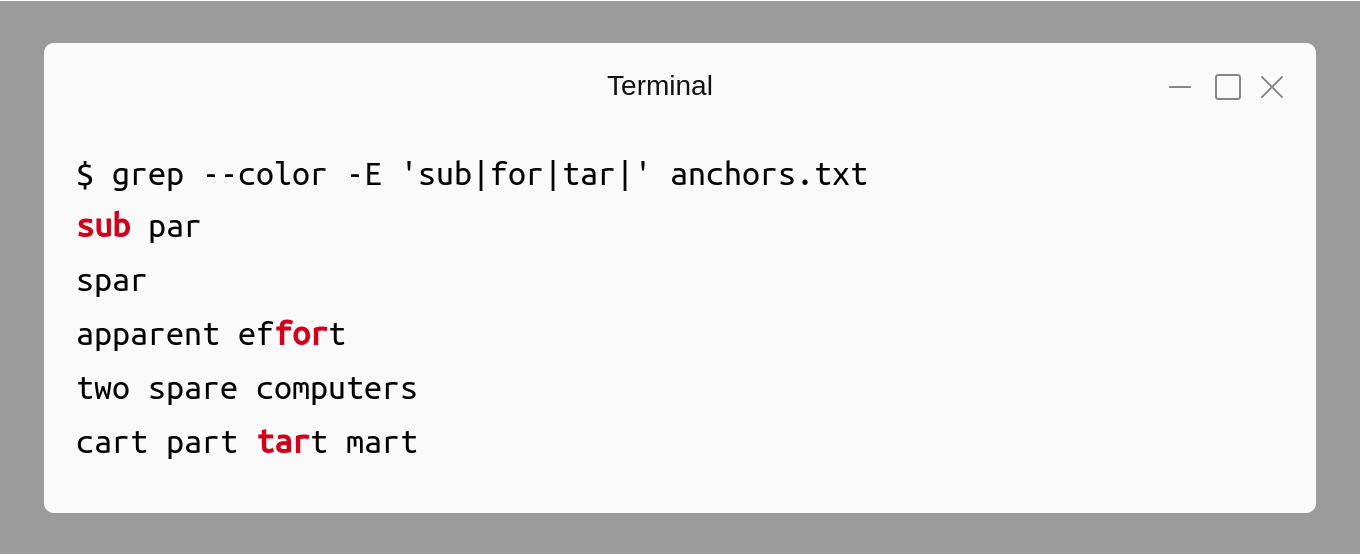 Terminal
$ grep --color -E 'sub|for|tar|' anchors.txt
sub par
spar
apparent effort
two spare computers
cart part tart mart